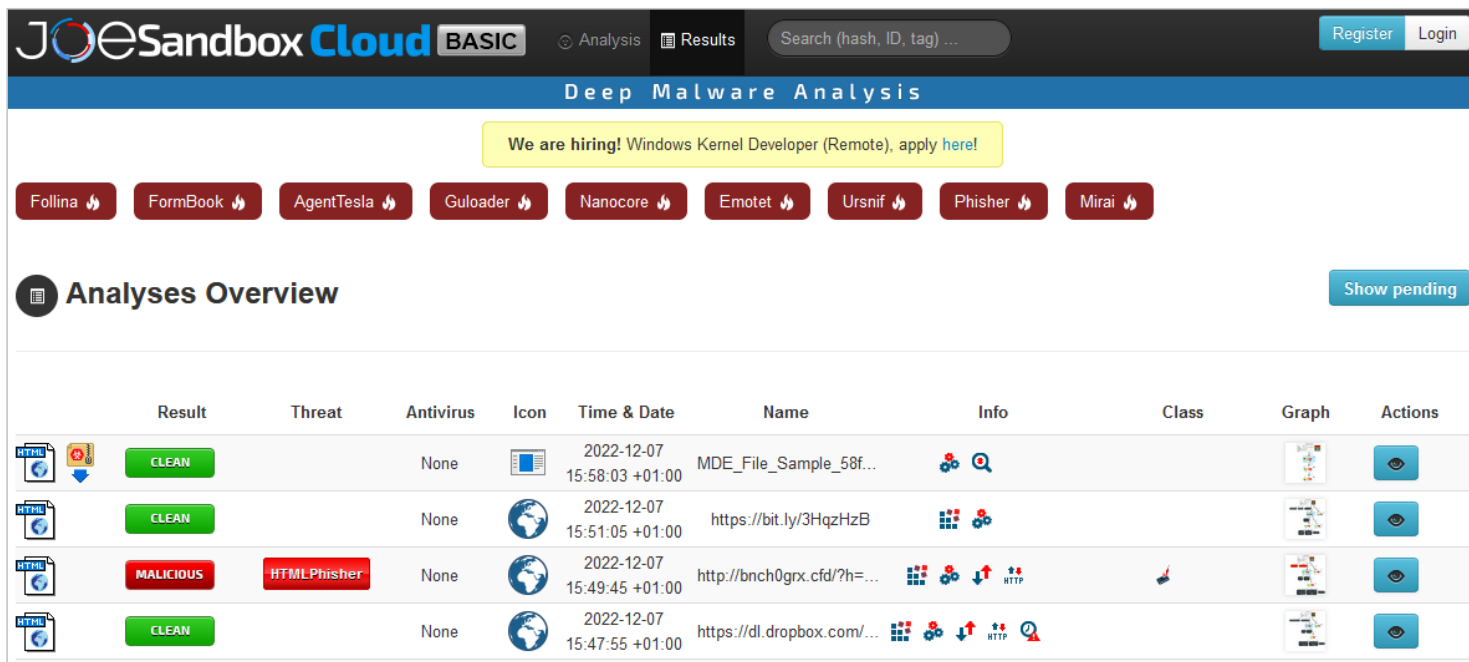 JOeSandbox Cloud BASIC Analysis Results Search (hash, ID, tag) ... Register Login
Deep Malware Analysis
We are hiring! Windows Kernel Developer (Remote), apply here!
Follina FormBook AgentTesla Guloader Nanocore Emotet Ursnif Phisher Mirai
Analyses Overview Show pending
Result Threat Antivirus Icon Time & Date Name Info Class Graph Actions
HTML CLEAN None 2022-12-07 MDE_File_Sample_58f...
15:58:03 +01:00
HTML CLEAN None 2022-12-07 https://bit.ly/3HqzHzB
15:51:05 +01:00
HTML MALICIOUS HTMLPhisher None 2022-12-07 http://bnch0grx.cfd/?h=... HTTP
15:49:45 +01:00
HTML CLEAN None 2022-12-07 https://dl.dropbox.com/... HTTP
15:47:55 +01:00